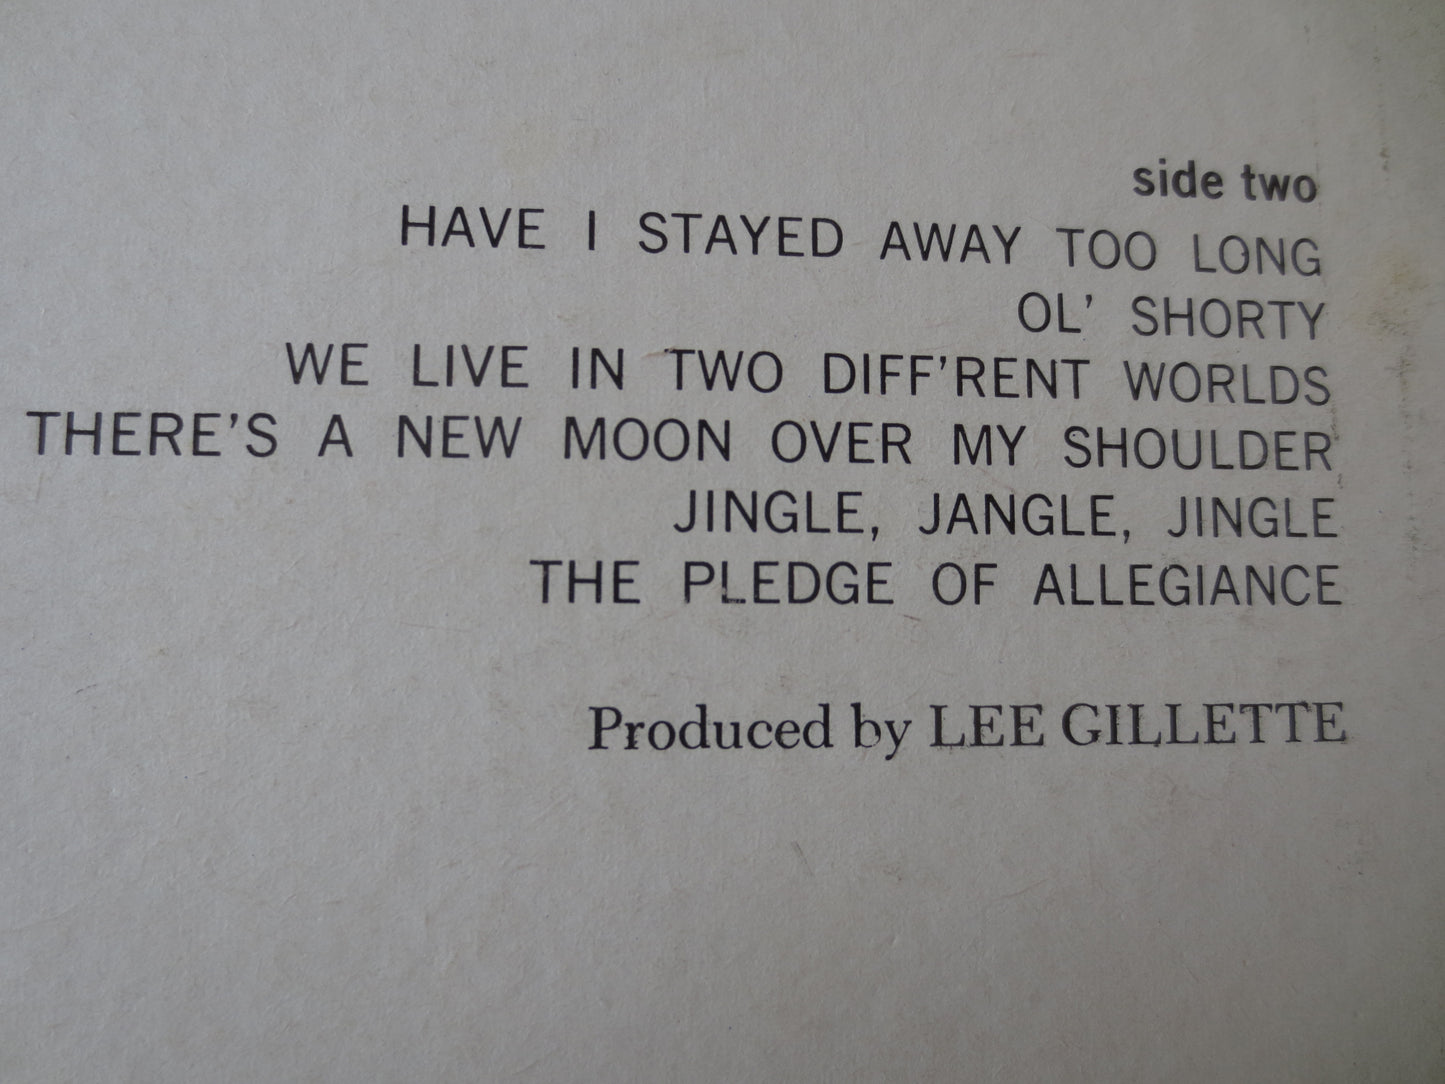 side two
HAVE I STAYED AWAY TOO LONG
OL' SHORTY
WE LIVE IN TWO DIFF'RENT WORLDS
THERE'S A NEW MOON OVER MY SHOULDER
JINGLE, JANGLE, JINGLE
THE PLEDGE OF ALLEGIANCE
Produced by LEE GILLETTE